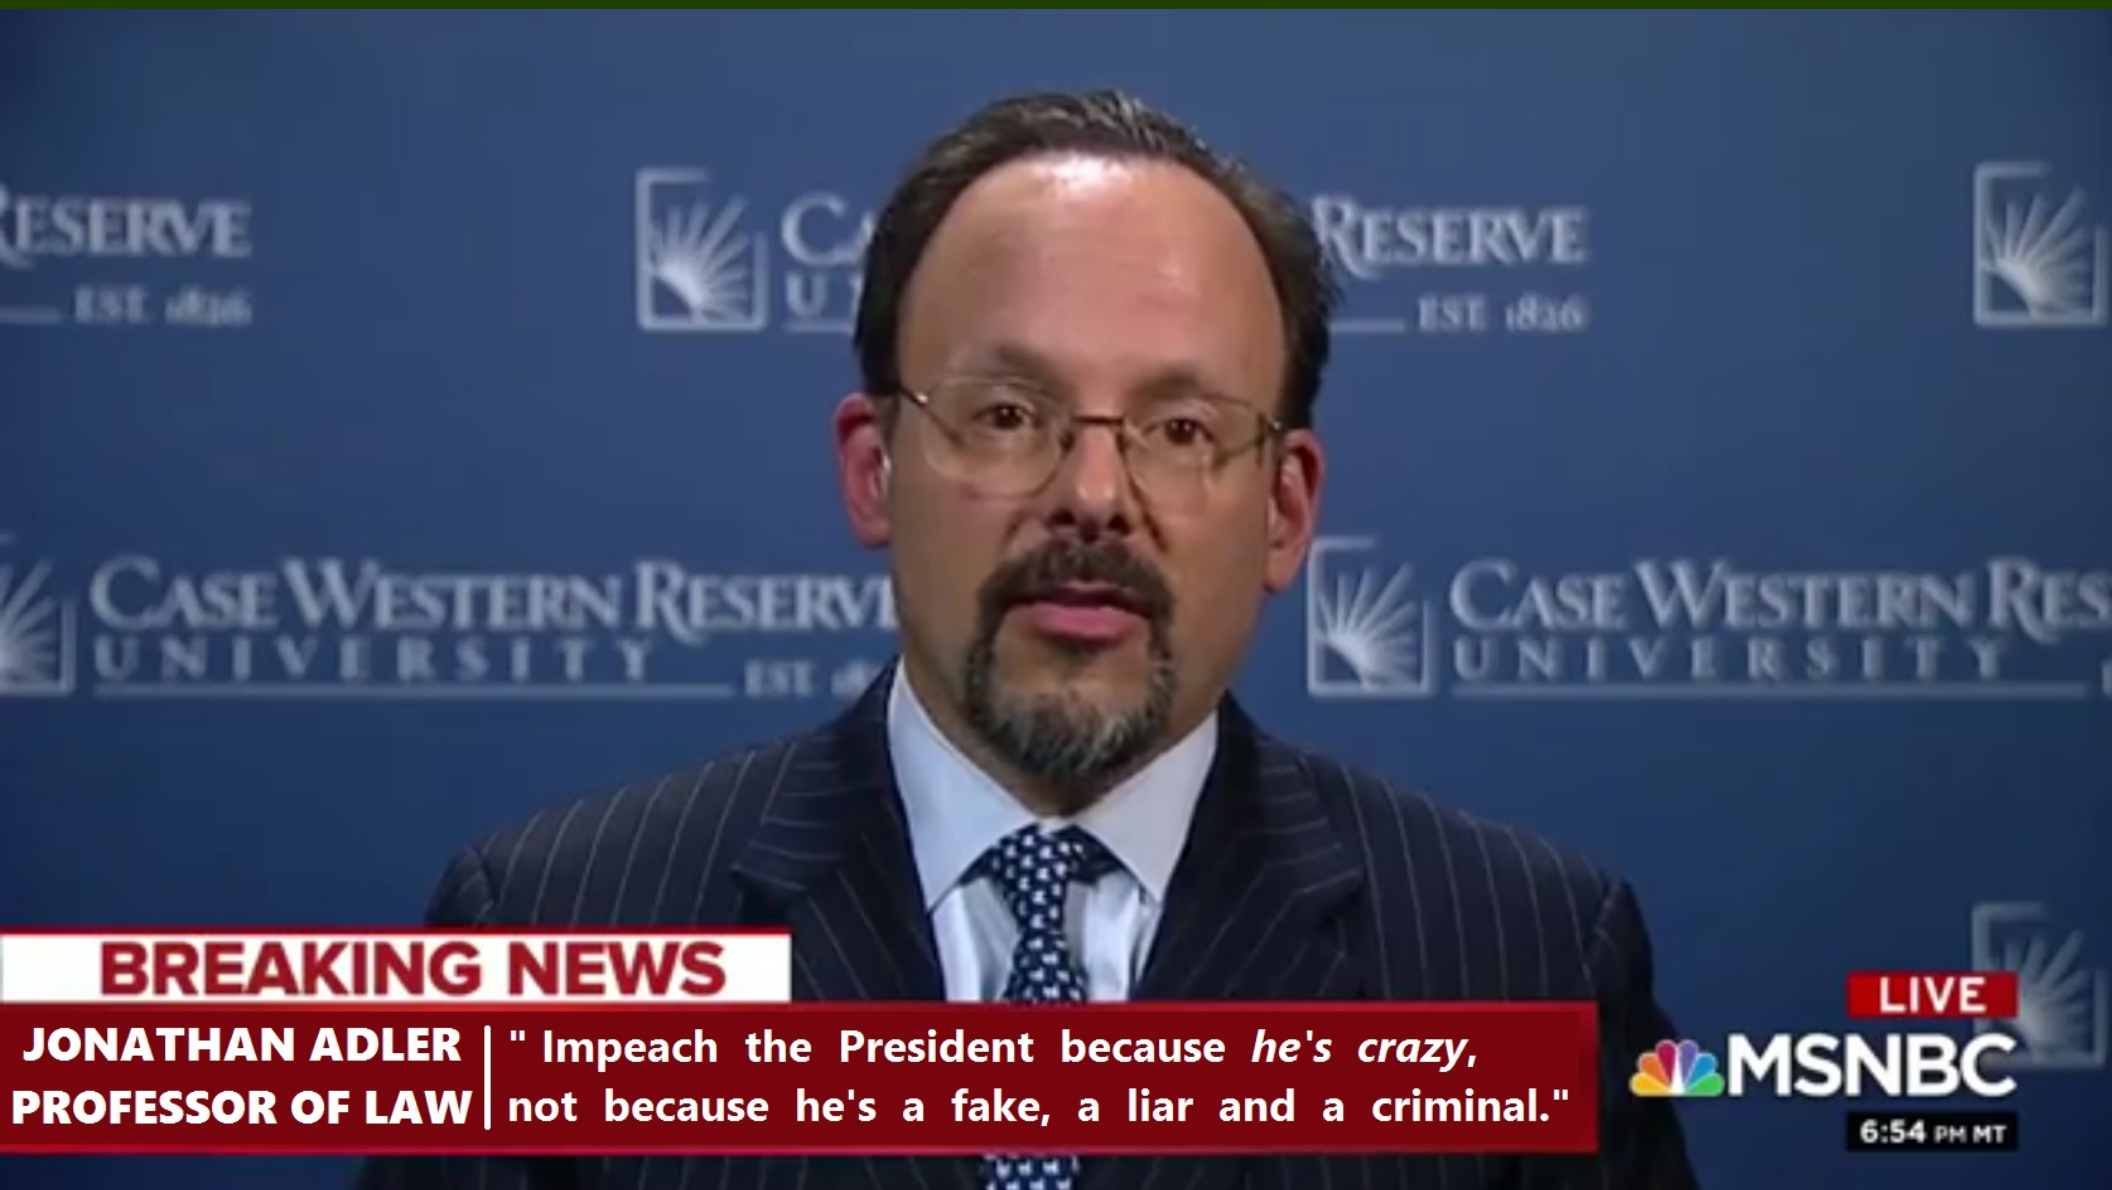 RESERVE
EST. 1826
CA RESERVE
U
EST 1826
CASE WESTERN RESERVE
UNIVERSITY
EST
CASE WESTERN RES
UNIVERSITY
BREAKING NEWS
JONATHAN ADLER
PROFESSOR OF LAW
" Impeach the President because he's crazy,
not because he's a fake, a liar and a criminal."
LIVE
MSNBC
6:54 PM MT